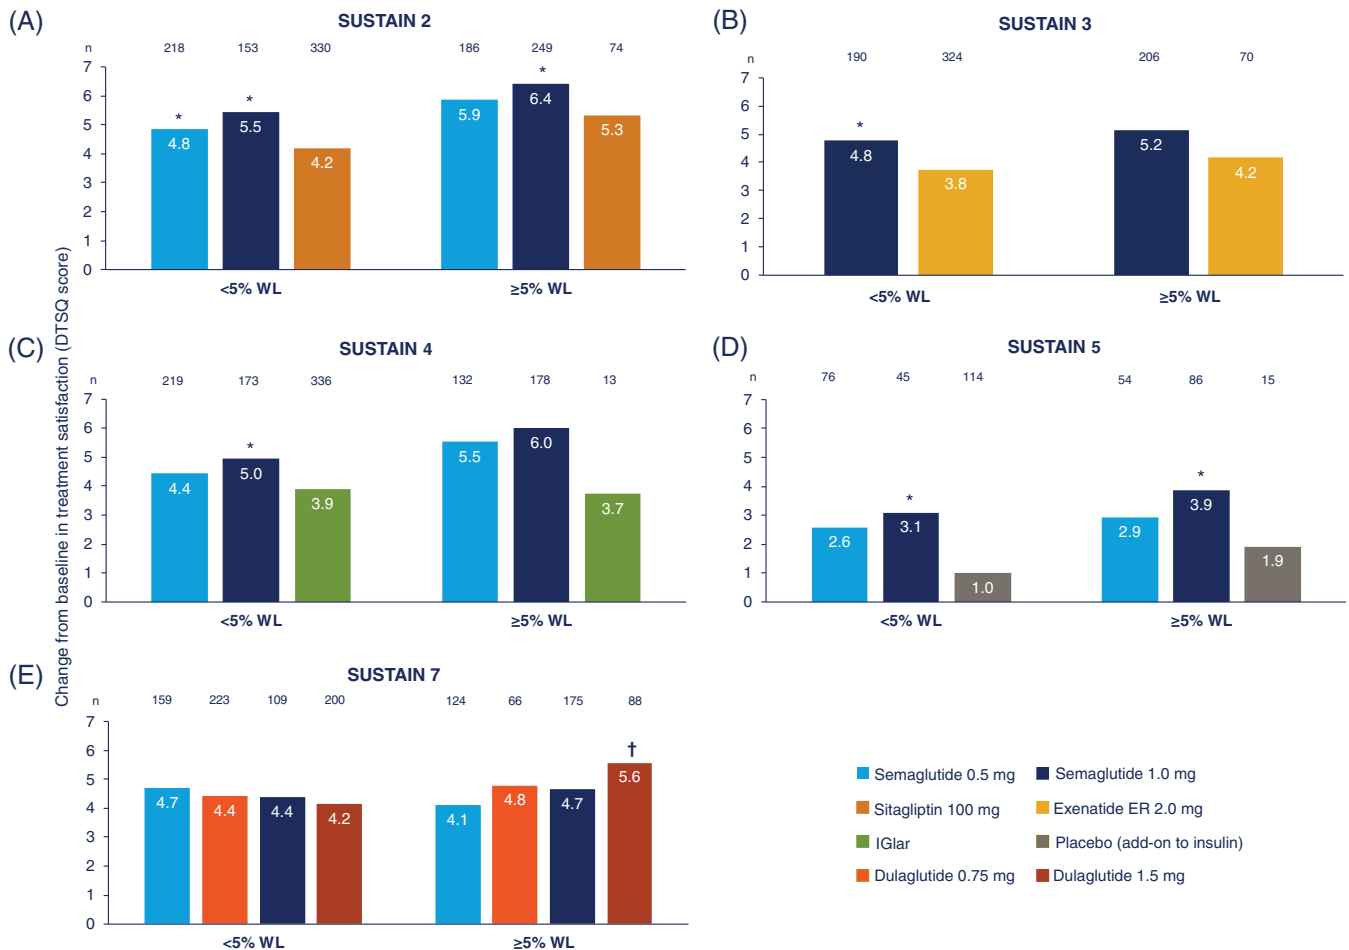 (A)
SUSTAIN 2
n 218 153 330 186 249 74
7
6
5
4
3
2
1
0
* 4.8
* 5.5
4.2
5.9
* 6.4
5.3
<5% WL ≥5% WL
(B)
SUSTAIN 3
n 190 324 206 70
7
6
5
4
3
2
1
0
* 4.8
3.8
5.2
4.2
<5% WL ≥5% WL
Change from baseline in treatment satisfaction (DTSQ score)
(C)
SUSTAIN 4
n 219 173 336 132 178 13
7
6
5
4
3
2
1
0
4.4
* 5.0
3.9
5.5
6.0
3.7
<5% WL ≥5% WL
(D)
SUSTAIN 5
n 76 45 114 54 86 15
7
6
5
4
3
2
1
0
2.6
* 3.1
1.0
2.9
* 3.9
1.9
<5% WL ≥5% WL
(E)
SUSTAIN 7
n 159 223 109 200 124 66 175 88
7
6
5
4
3
2
1
0
4.7
4.4
4.4
4.2
4.1
4.8
4.7
† 5.6
<5% WL ≥5% WL
Semaglutide 0.5 mg Semaglutide 1.0 mg
Sitagliptin 100 mg Exenatide ER 2.0 mg
IGlar Placebo (add-on to insulin)
Dulaglutide 0.75 mg Dulaglutide 1.5 mg